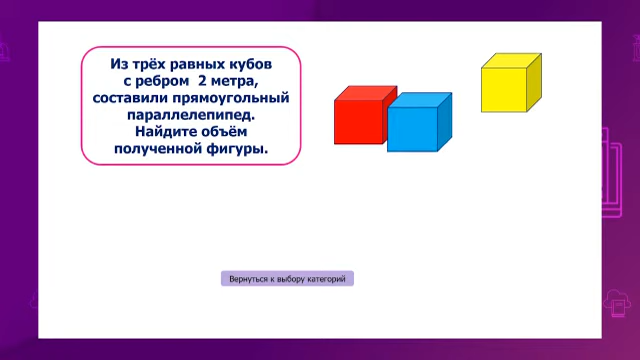 Из трёх равных кубов
с ребром 2 метра,
составили прямоугольный
параллелепипед.
Найдите объём
полученной фигуры.
Вернуться к выбору категорий